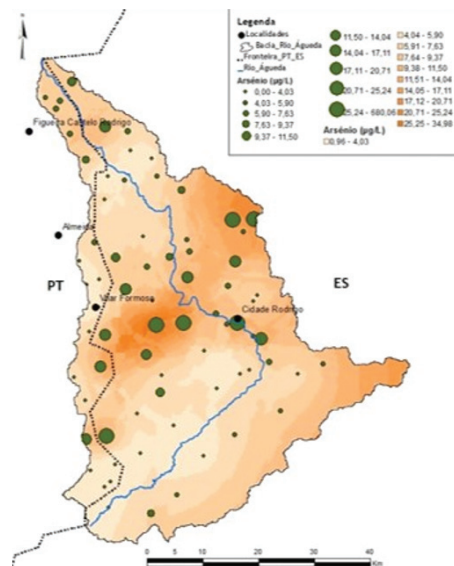 N
Legenda
Localidades
Bacia_Rio_Águeda
Fronteira_PT_ES
Rio_Águeda
Arsénio (µg/L)
0,00 - 4,03
4,03 - 5,90
5,90 - 7,63
7,63 - 9,37
9,37 - 11,50
11,50 - 14,04
14,04 - 17,11
17,11 - 20,71
20,71 - 25,24
25,24 - 680,06
Arsénio (µg/L)
0,96 - 4,03
4,04 - 5,90
5,91 - 7,63
7,64 - 9,37
9,38 - 11,50
11,51 - 14,04
14,05 - 17,11
17,12 - 20,71
20,71 - 25,24
25,25 - 34,98
Figueira Castelo Rodrigo
Almeida
PT
ES
Vilar Formoso
Cidade Rodrigo
0 5 10 20 30 40
Km